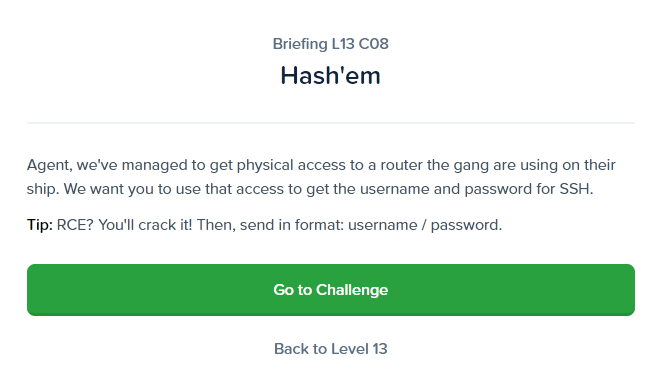 Briefing L13 C08
Hash'em
Agent, we've managed to get physical access to a router the gang are using on their
ship. We want you to use that access to get the username and password for SSH.
Tip: RCE? You'll crack it! Then, send in format: username / password.
Go to Challenge
Back to Level 13